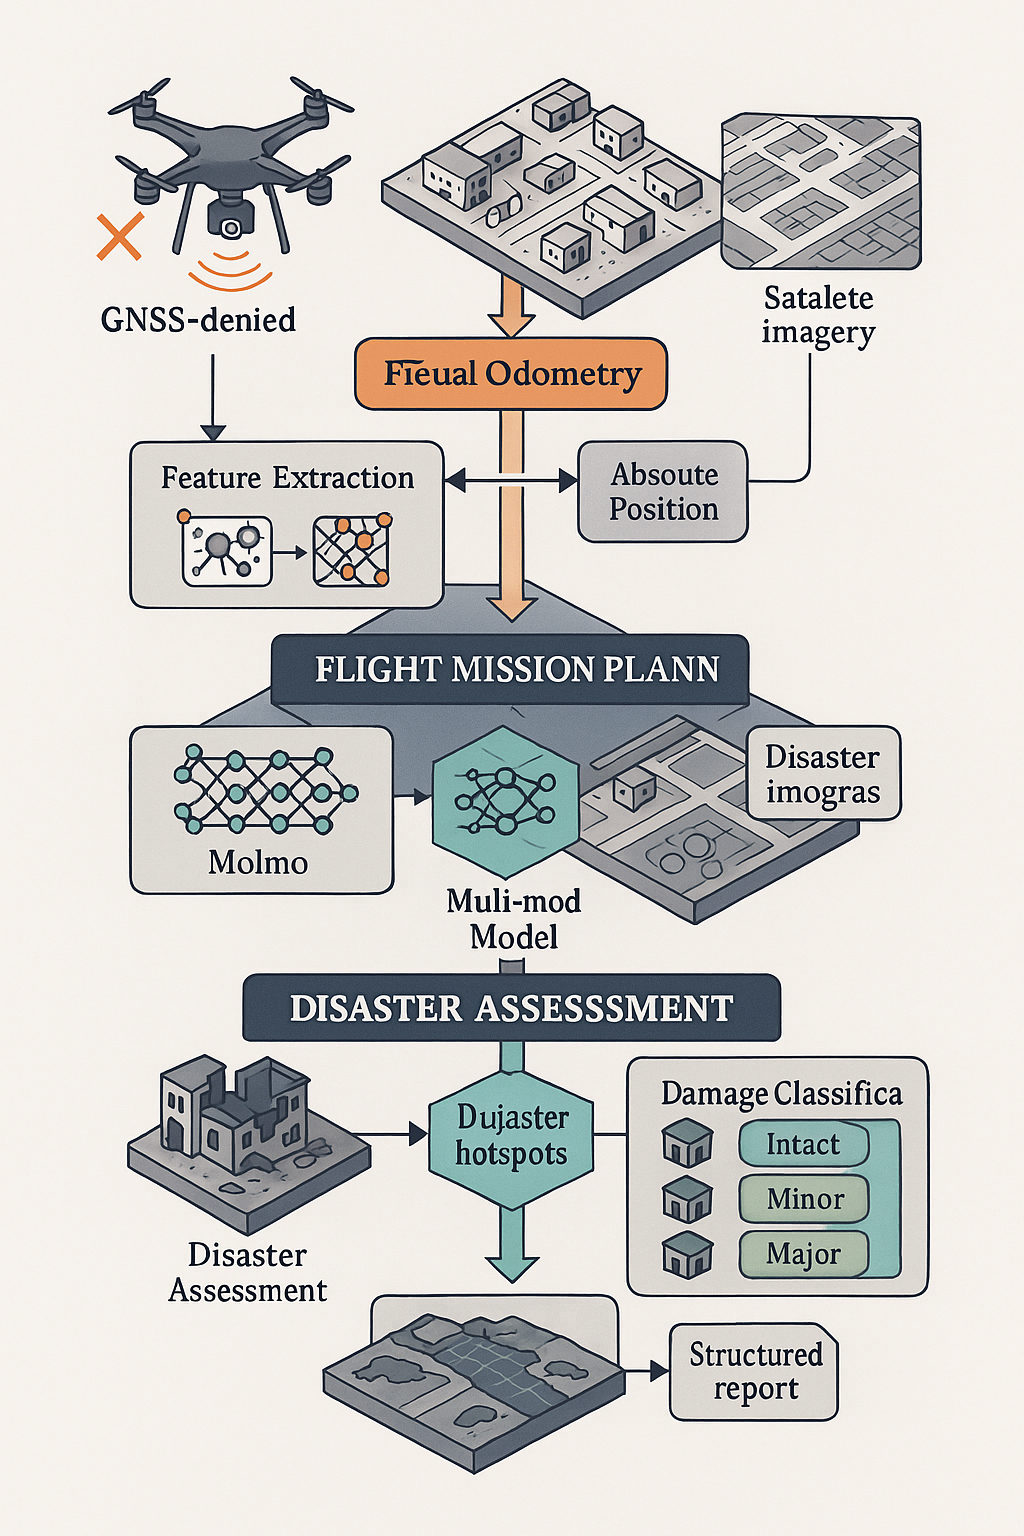 GNSS-denied
Satalete
imagery
Fieual Odometry
Feature Extraction
Absoute
Position
FLIGHT MISSION PLANN
Disaster
imogras
Molmo
Muli-mod
Model
DISASTER ASSESSSMENT
Dujaster
hotspots
Damage Classifica
Intact
Minor
Major
Disaster
Assessment
Structured
report